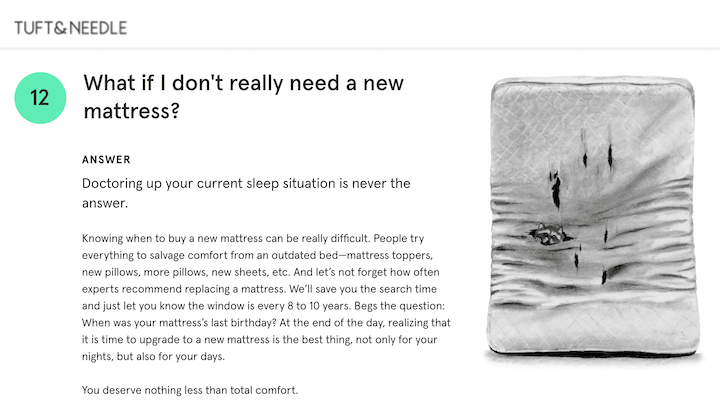 TUFT&NEEDLE
12
What if I don't really need a new
mattress?
ANSWER
Doctoring up your current sleep situation is never the
answer.
Knowing when to buy a new mattress can be really difficult. People try
everything to salvage comfort from an outdated bed—mattress toppers,
new pillows, more pillows, new sheets, etc. And let's not forget how often
experts recommend replacing a mattress. We'll save you the search time
and just let you know the window is every 8 to 10 years. Begs the question:
When was your mattress's last birthday? At the end of the day, realizing that
it is time to upgrade to a new mattress is the best thing, not only for your
nights, but also for your days.
You deserve nothing less than total comfort.